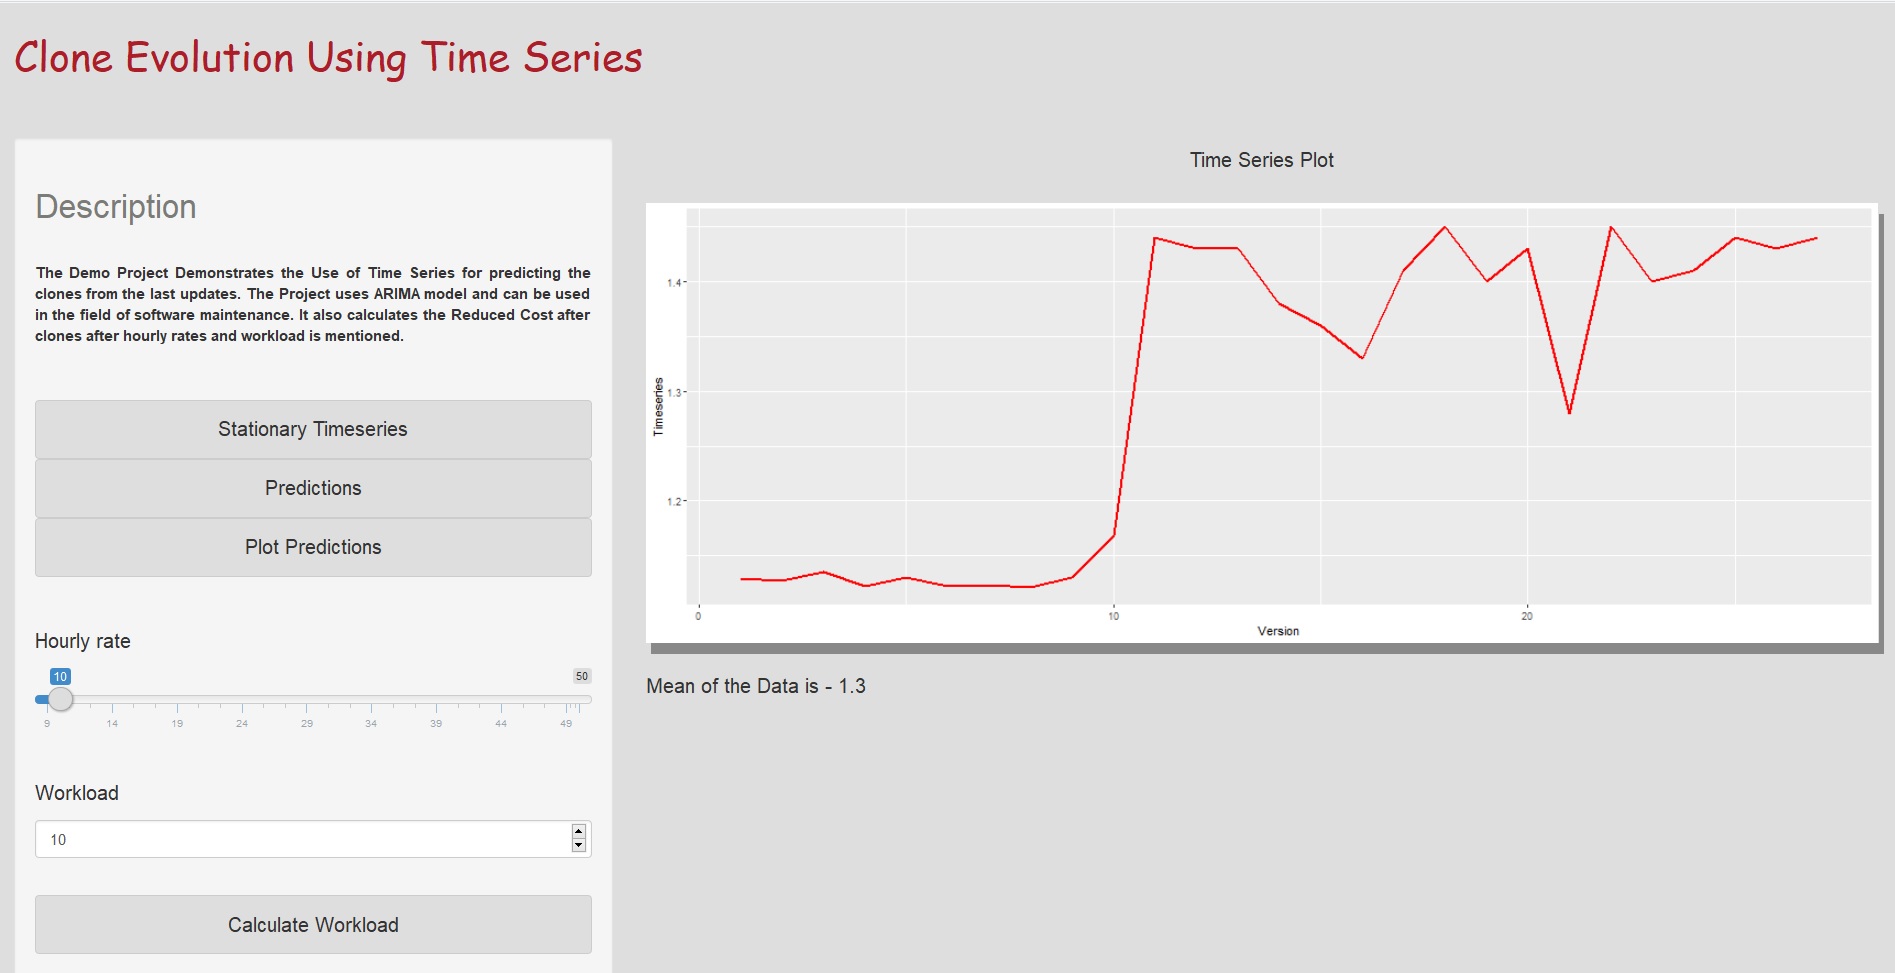 Clone Evolution Using Time Series
Description
The Demo Project Demonstrates the Use of Time Series for predicting the
clones from the last updates. The Project uses ARIMA model and can be used
in the field of software maintenance. It also calculates the Reduced Cost after
clones after hourly rates and workload is mentioned.
Stationary Timeseries
Predictions
Plot Predictions
Hourly rate
10
50
9 14 19 24 29 34 39 44 49
Workload
10
Calculate Workload
Time Series Plot
Timeseries
1.4
1.3
1.2
0 10 20
Version
Mean of the Data is - 1.3